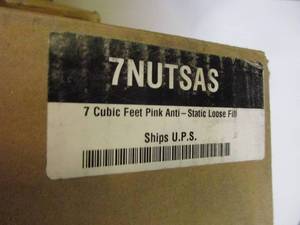 7NUTSAS
7 Cubic Feet Pink Anti-Static Loose Fill
Ships U.P.S.